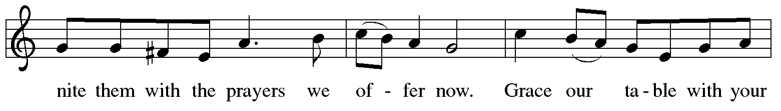 nite them with the prayers we of - fer now. Grace our ta - ble with your